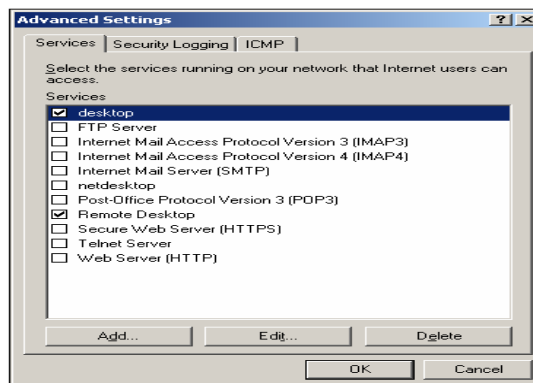 Advanced Settings
Services Security Logging ICMP
Select the services running on your network that Internet users can
access.
Services
desktop
FTP Server
Internet Mail Access Protocol Version 3 (IMAP3)
Internet Mail Access Protocol Version 4 (IMAP4)
Internet Mail Server (SMTP)
netdesktop
Post-Office Protocol Version 3 (POP3)
Remote Desktop
Secure Web Server (HTTPS)
Telnet Server
Web Server (HTTP)
Add... Edit... Delete
OK Cancel